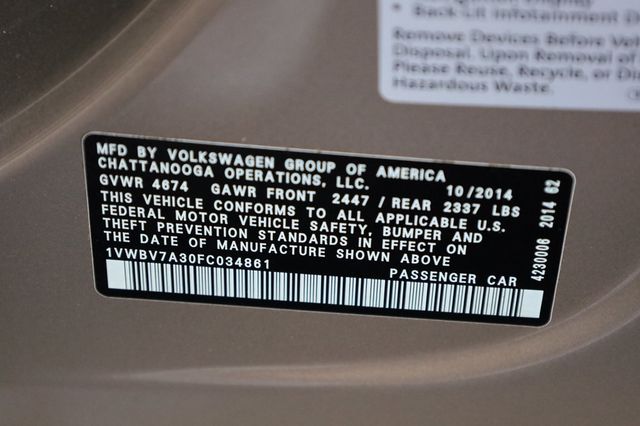 Back-Lit Infotainment
Remove Devices Before
Disposal. Upon Removal of
Please Reuse, Recycle, or
Hazardous Waste.
MFD BY VOLKSWAGEN GROUP OF AMERICA
CHATTANOOGA OPERATIONS, LLC. 10/2014
GVWR 4674 GAWR FRONT 2447 / REAR 2337 LBS
THIS VEHICLE CONFORMS TO ALL APPLICABLE U.S.
FEDERAL MOTOR VEHICLE SAFETY, BUMPER AND
THEFT PREVENTION STANDARDS IN EFFECT ON
THE DATE OF MANUFACTURE SHOWN ABOVE
1VWBV7A30FC034861 PASSENGER CAR
4230006 2014 62